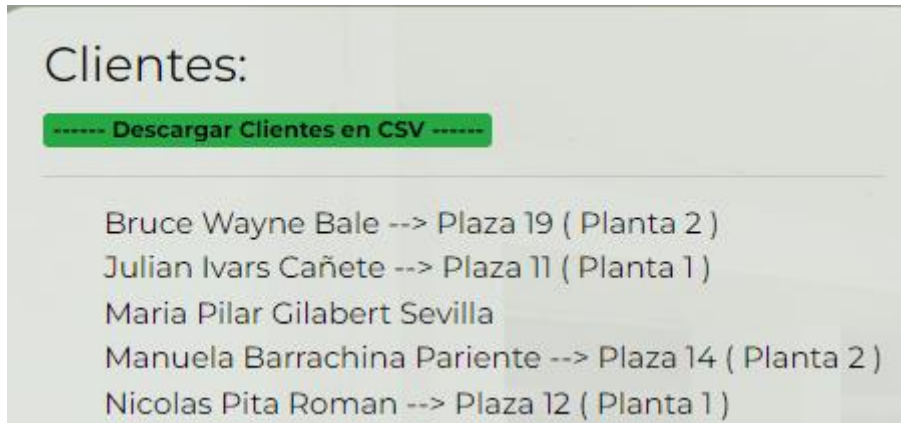 Clientes:
------ Descargar Clientes en CSV ------
Bruce Wayne Bale --> Plaza 19 ( Planta 2 )
Julian Ivars Cañete --> Plaza 11 ( Planta 1 )
Maria Pilar Gilabert Sevilla
Manuela Barrachina Pariente --> Plaza 14 ( Planta 2 )
Nicolas Pita Roman --> Plaza 12 ( Planta 1 )